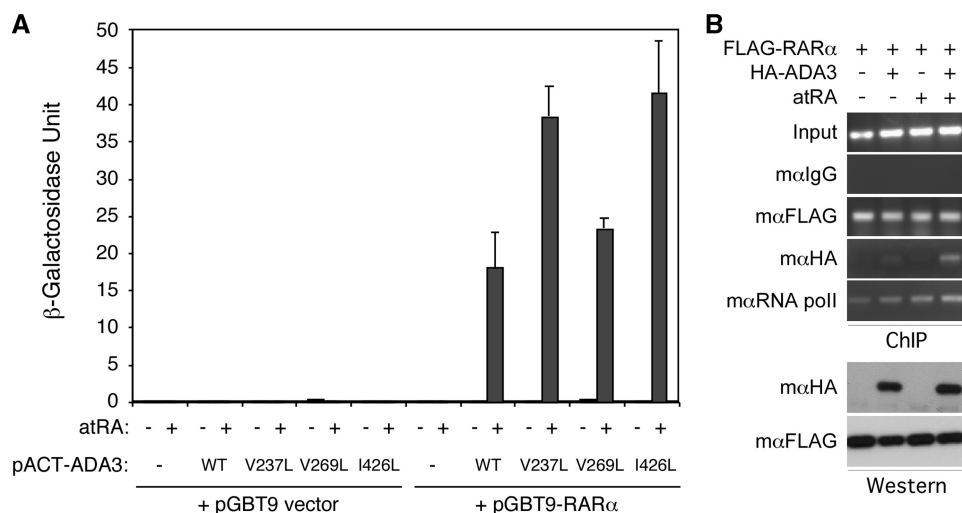 A
β-Galactosidase Unit
50
45
40
35
30
25
20
15
10
5
0
atRA: - + - + - + - + - + - + - + - + - + - +
pACT-ADA3: - WT V237L V269L I426L - WT V237L V269L I426L
+ pGBT9 vector + pGBT9-RARα
B
FLAG-RARα + + + +
HA-ADA3 - + - +
atRA - - + +
Input
mαIgG
mαFLAG
mαHA
mαRNA polI
ChIP
mαHA
mαFLAG
Western